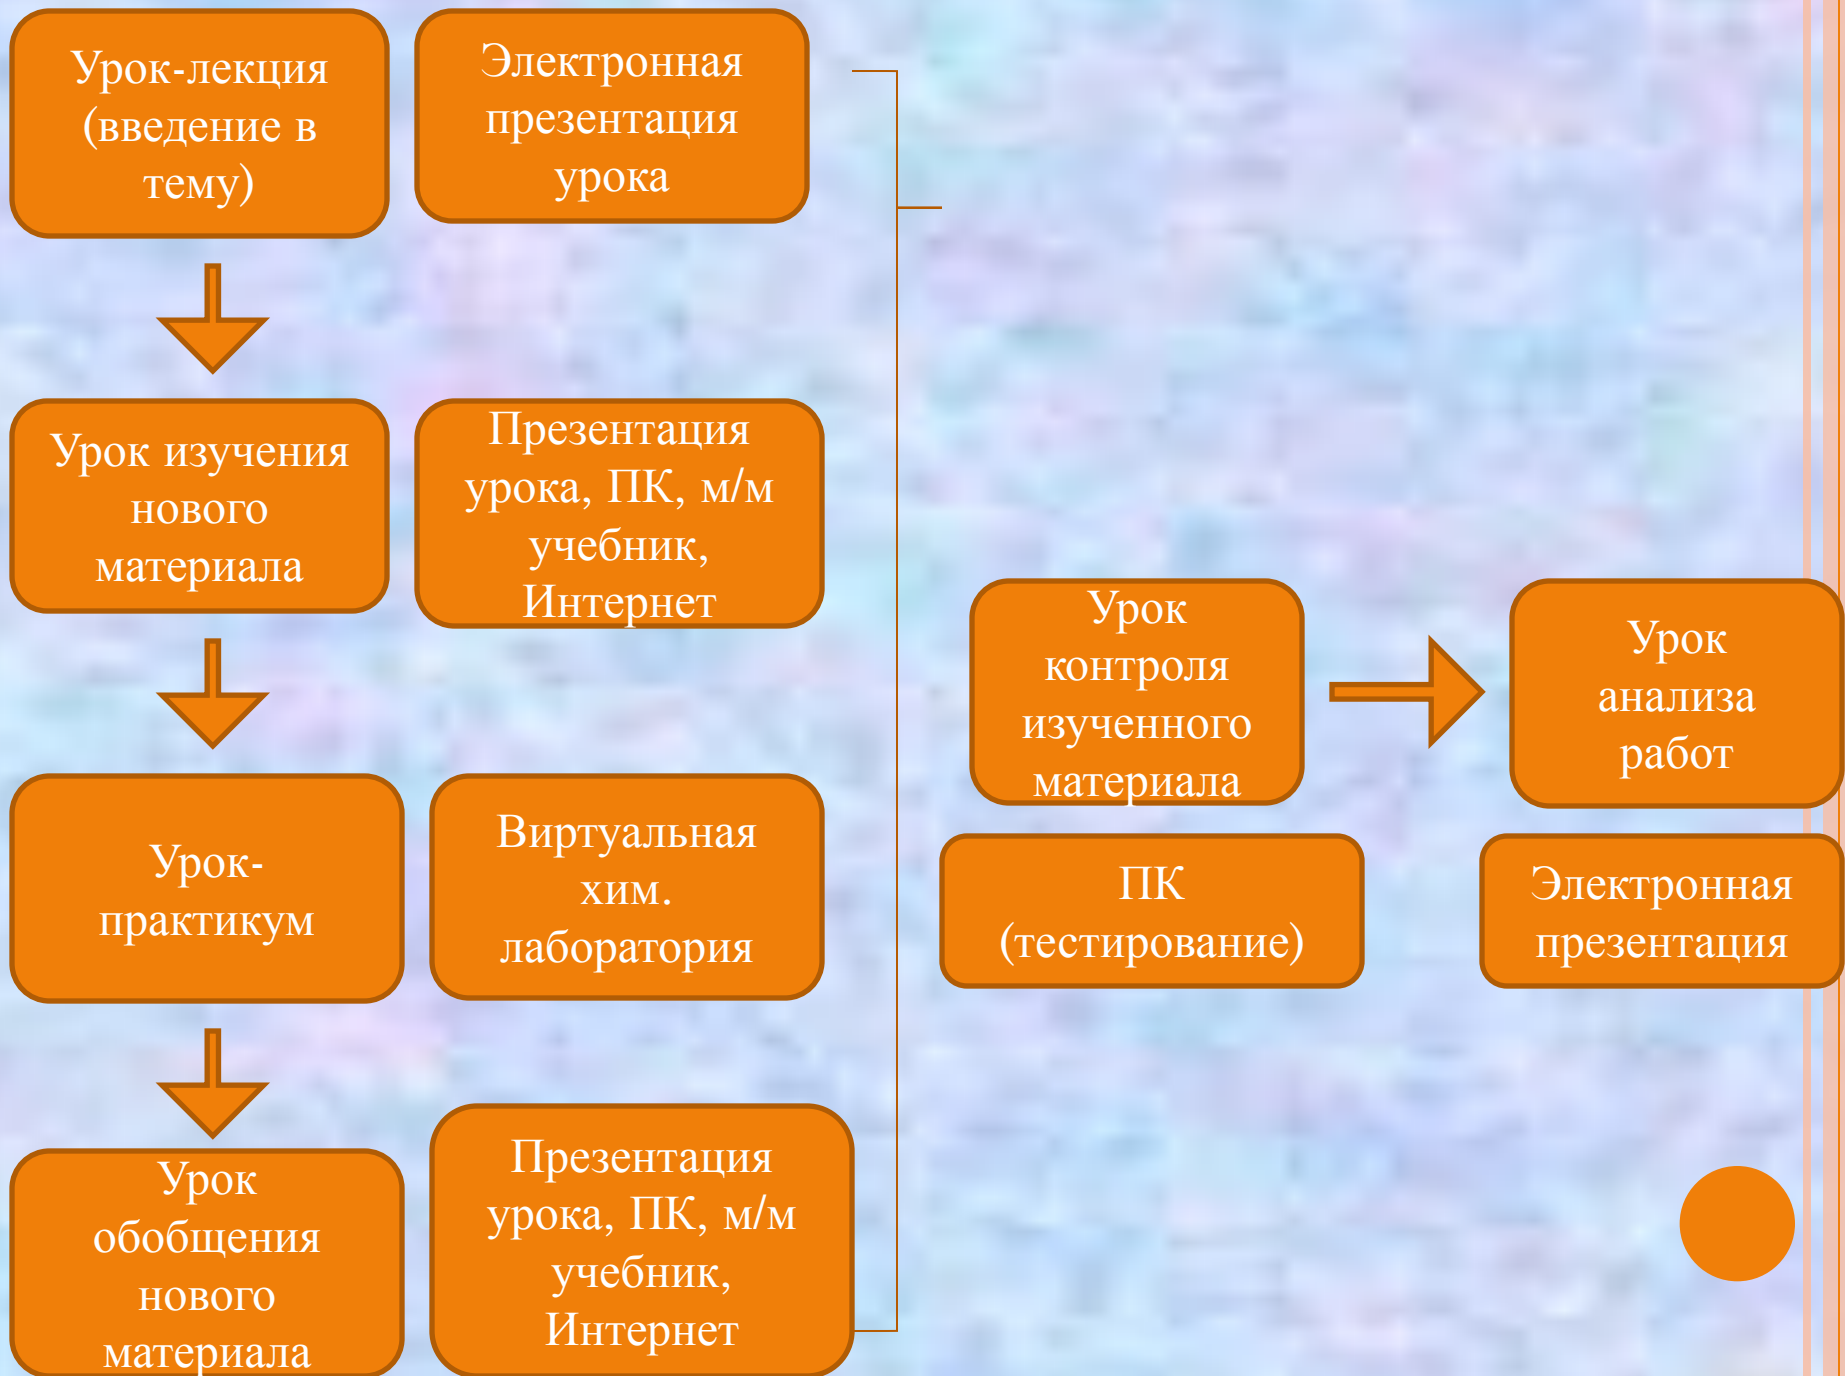 Урок-лекция
(введение в
тему)
Электронная
презентация
урока
Урок изучения
нового
материала
Презентация
урока, ПК, м/м
учебник,
Интернет
Урок-
практикум
Виртуальная
хим.
лаборатория
Урок
обобщения
нового
материала
Презентация
урока, ПК, м/м
учебник,
Интернет
Урок
контроля
изученного
материала
Урок
анализа
работ
ПК
(тестирование)
Электронная
презентация